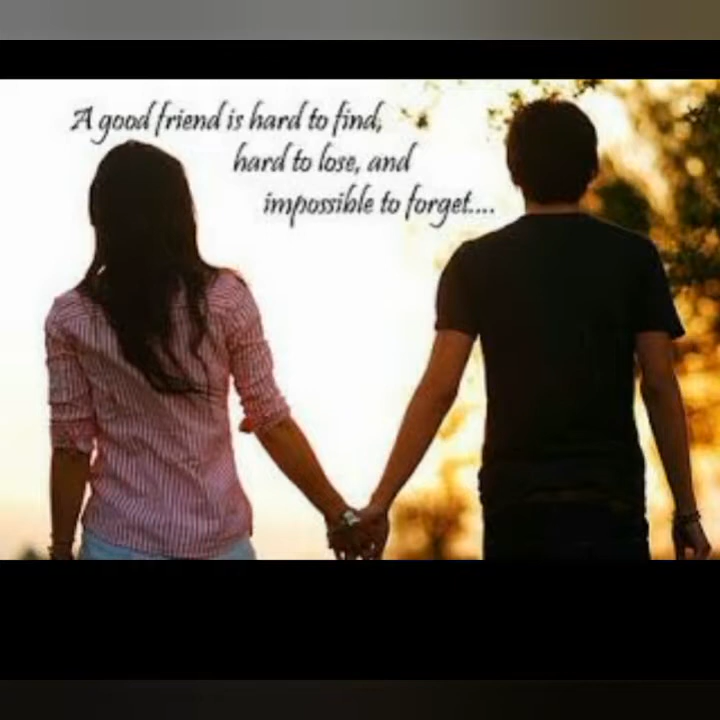 A good friend is hard to find,
hard to lose, and
impossible to forget....